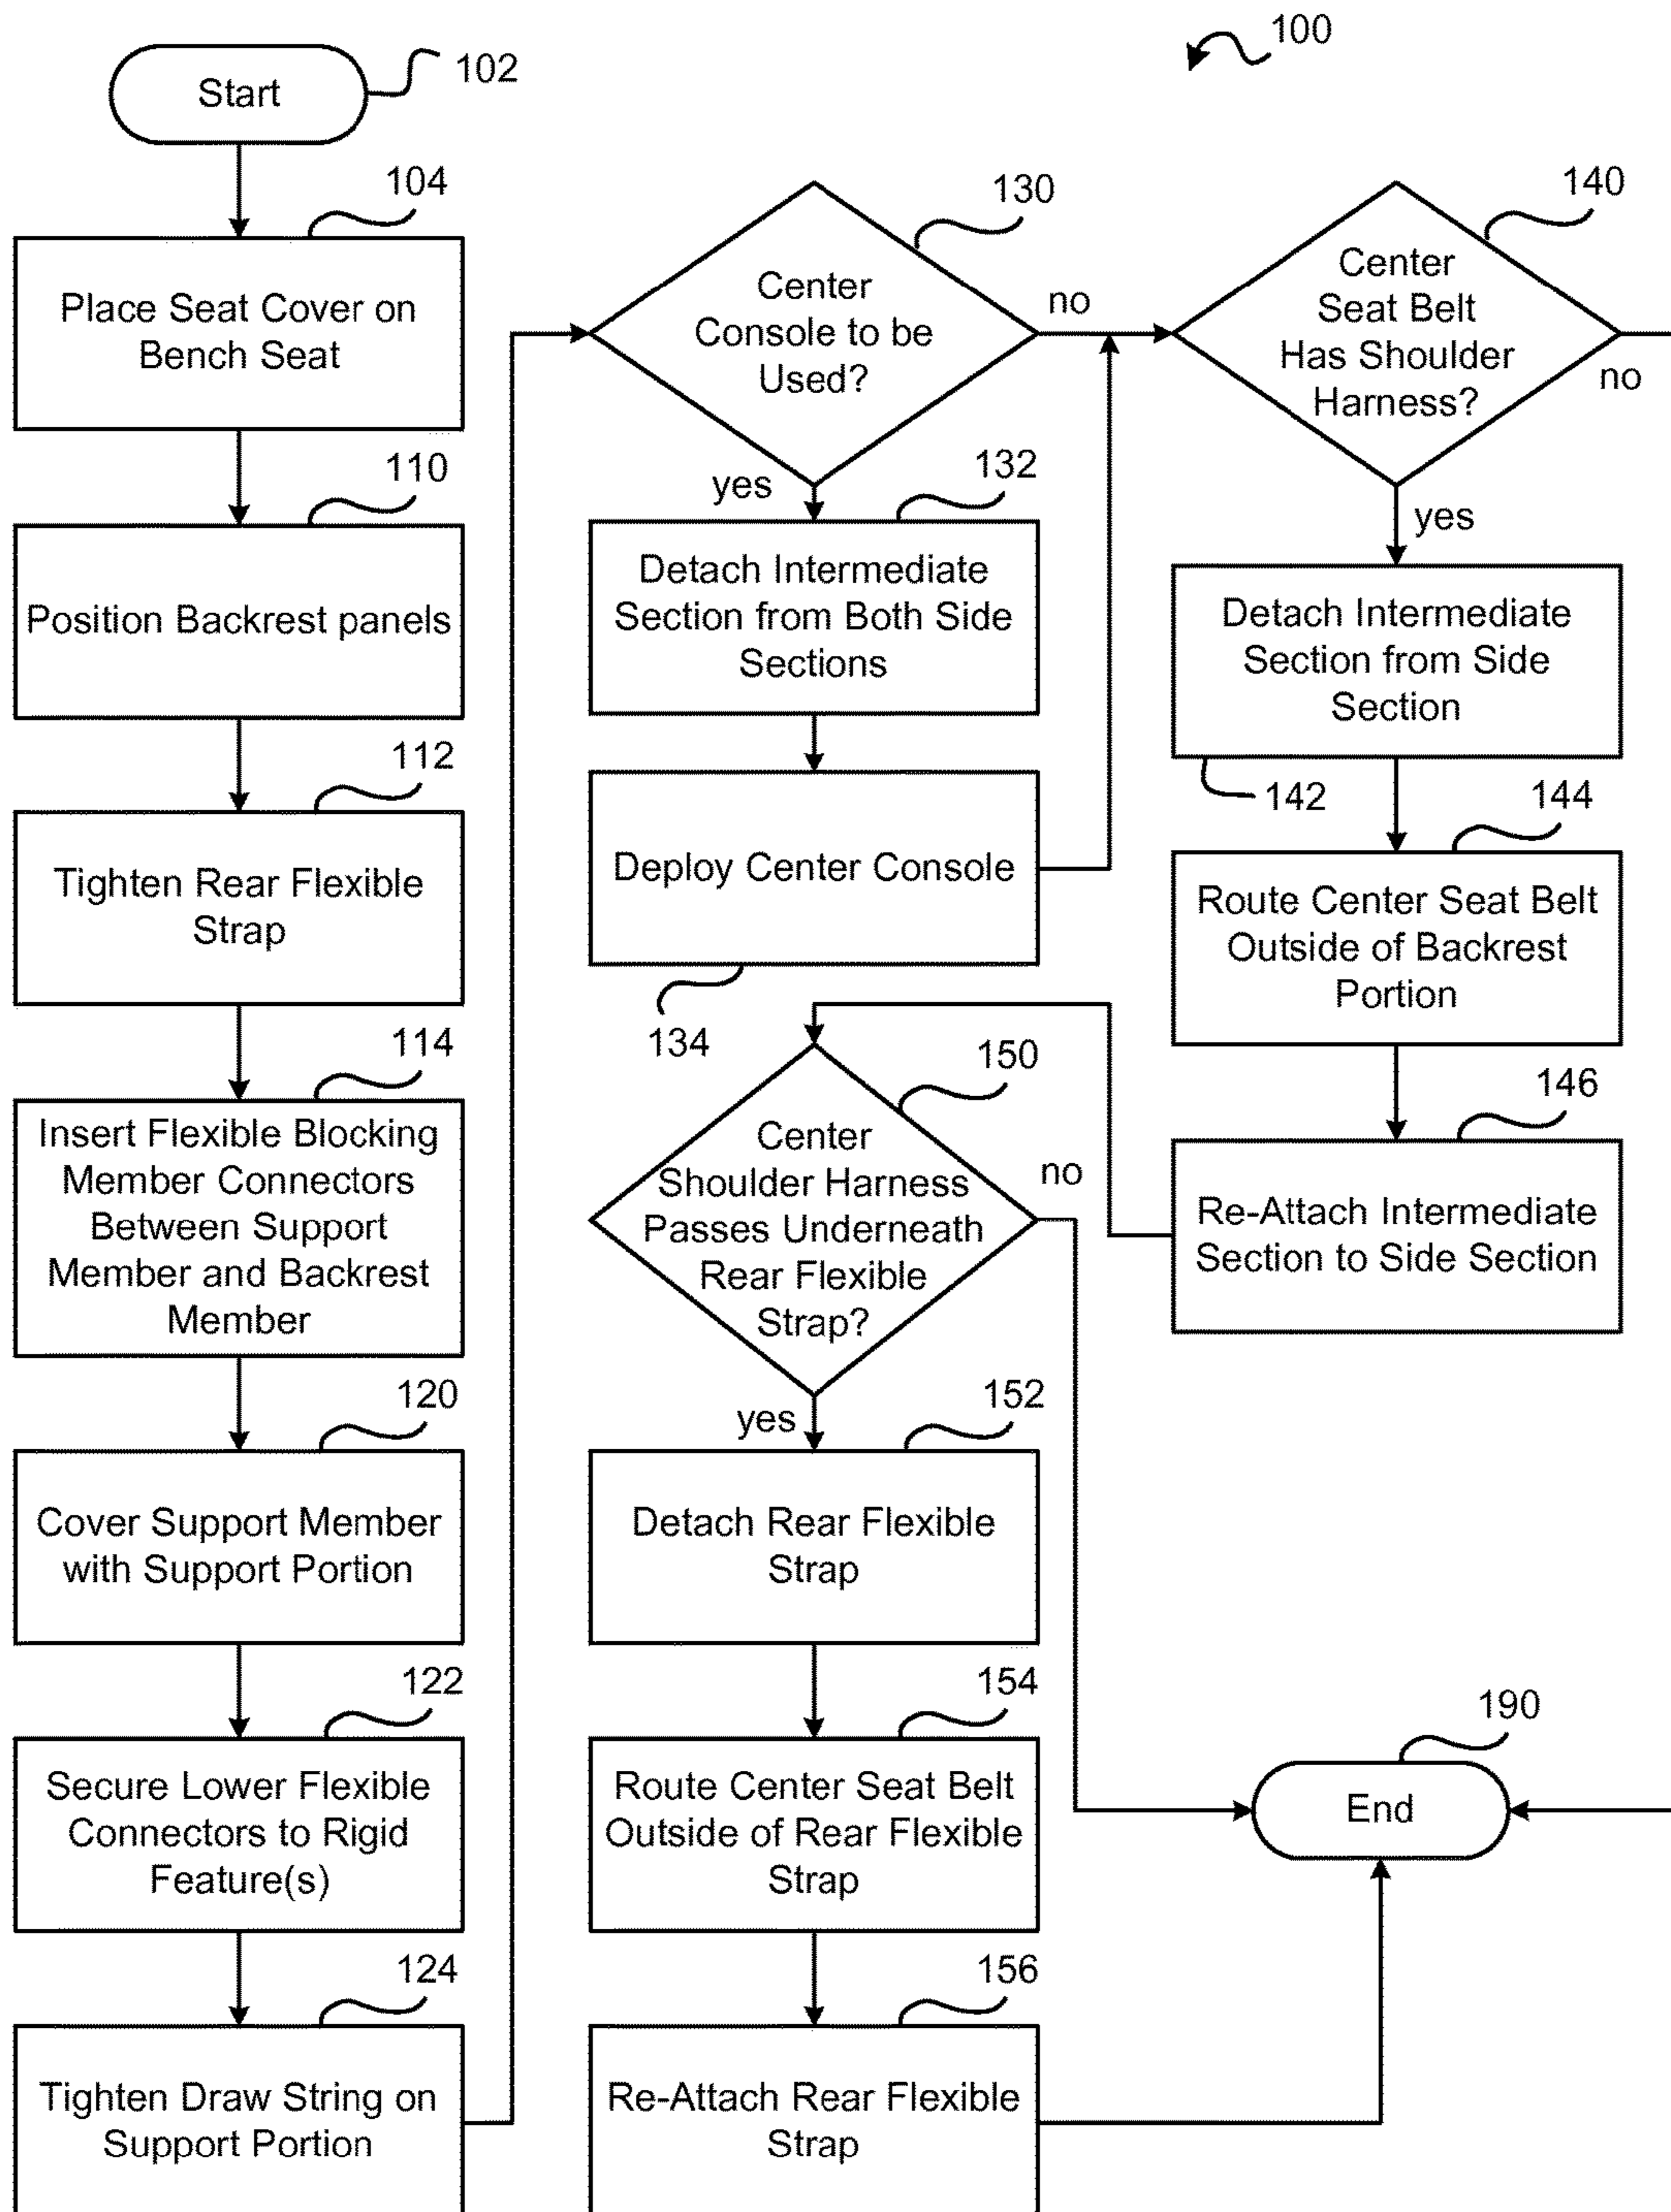 100
Start
102
104
Place Seat Cover on
Bench Seat
110
Position Backrest panels
112
Tighten Rear Flexible
Strap
114
Insert Flexible Blocking
Member Connectors
Between Support
Member and Backrest
Member
120
Cover Support Member
with Support Portion
122
Secure Lower Flexible
Connectors to Rigid
Feature(s)
124
Tighten Draw String on
Support Portion
130
Center
Console to be
Used?
no
yes
132
Detach Intermediate
Section from Both Side
Sections
Deploy Center Console
134
140
Center
Seat Belt
Has Shoulder
Harness?
no
yes
Detach Intermediate
Section from Side
Section
142
144
Route Center Seat Belt
Outside of Backrest
Portion
146
Re-Attach Intermediate
Section to Side Section
150
Center
Shoulder Harness
Passes Underneath
Rear Flexible
Strap?
no
yes
152
Detach Rear Flexible
Strap
154
Route Center Seat Belt
Outside of Rear Flexible
Strap
156
Re-Attach Rear Flexible
Strap
190
End